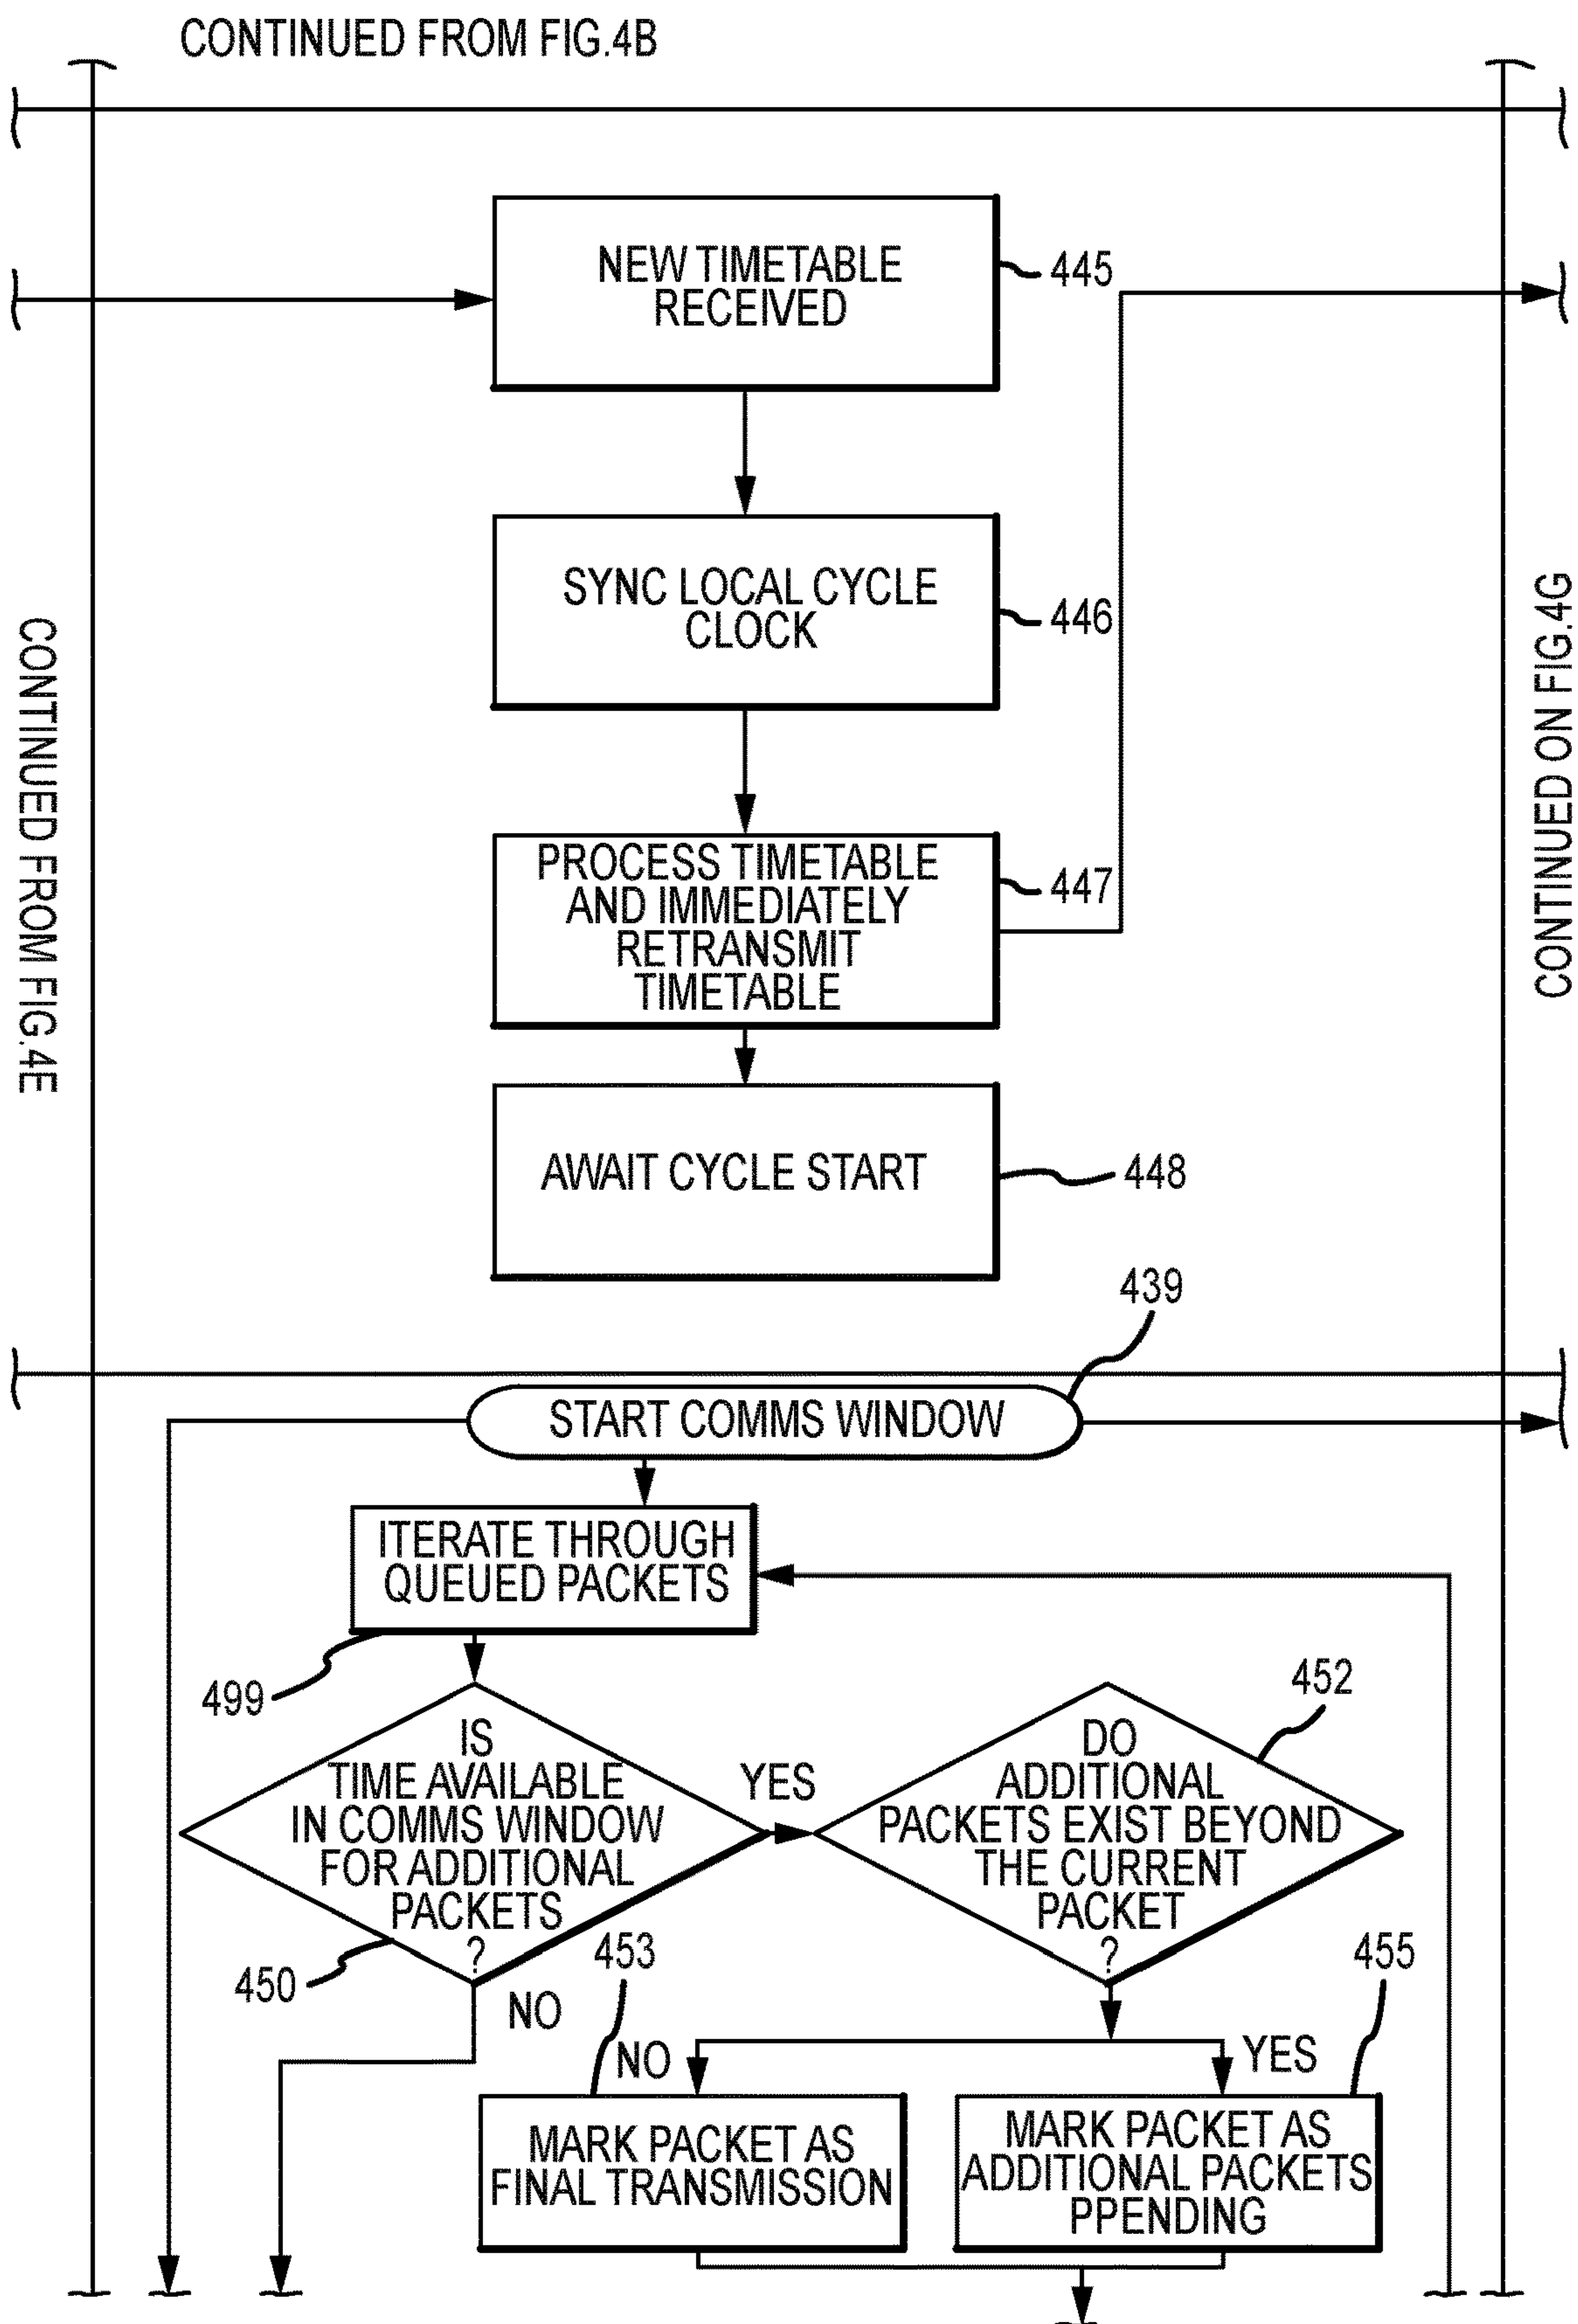 CONTINUED FROM FIG.4B
NEW TIMETABLE
RECEIVED
445
SYNC LOCAL CYCLE
CLOCK
446
PROCESS TIMETABLE
AND IMMEDIATELY
RETRANSMIT
TIMETABLE
447
AWAIT CYCLE START
448
CONTINUED FROM FIG.4E
CONTINUED ON FIG.4G
439
START COMMS WINDOW
ITERATE THROUGH
QUEUED PACKETS
499
IS
TIME AVAILABLE
IN COMMS WINDOW
FOR ADDITIONAL
PACKETS
?
450
YES
NO
452
DO
ADDITIONAL
PACKETS EXIST BEYOND
THE CURRENT
PACKET
?
453
455
NO
YES
MARK PACKET AS
FINAL TRANSMISSION
MARK PACKET AS
ADDITIONAL PACKETS
PPENDING